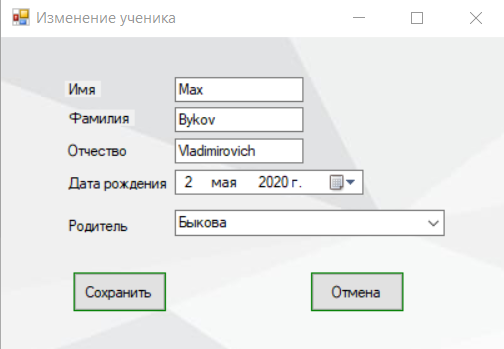 Изменение ученика
Имя Max
Фамилия Bykov
Отчество Vladimirovich
Дата рождения 2 мая 2020 г.
Родитель Быкова
Сохранить Отмена